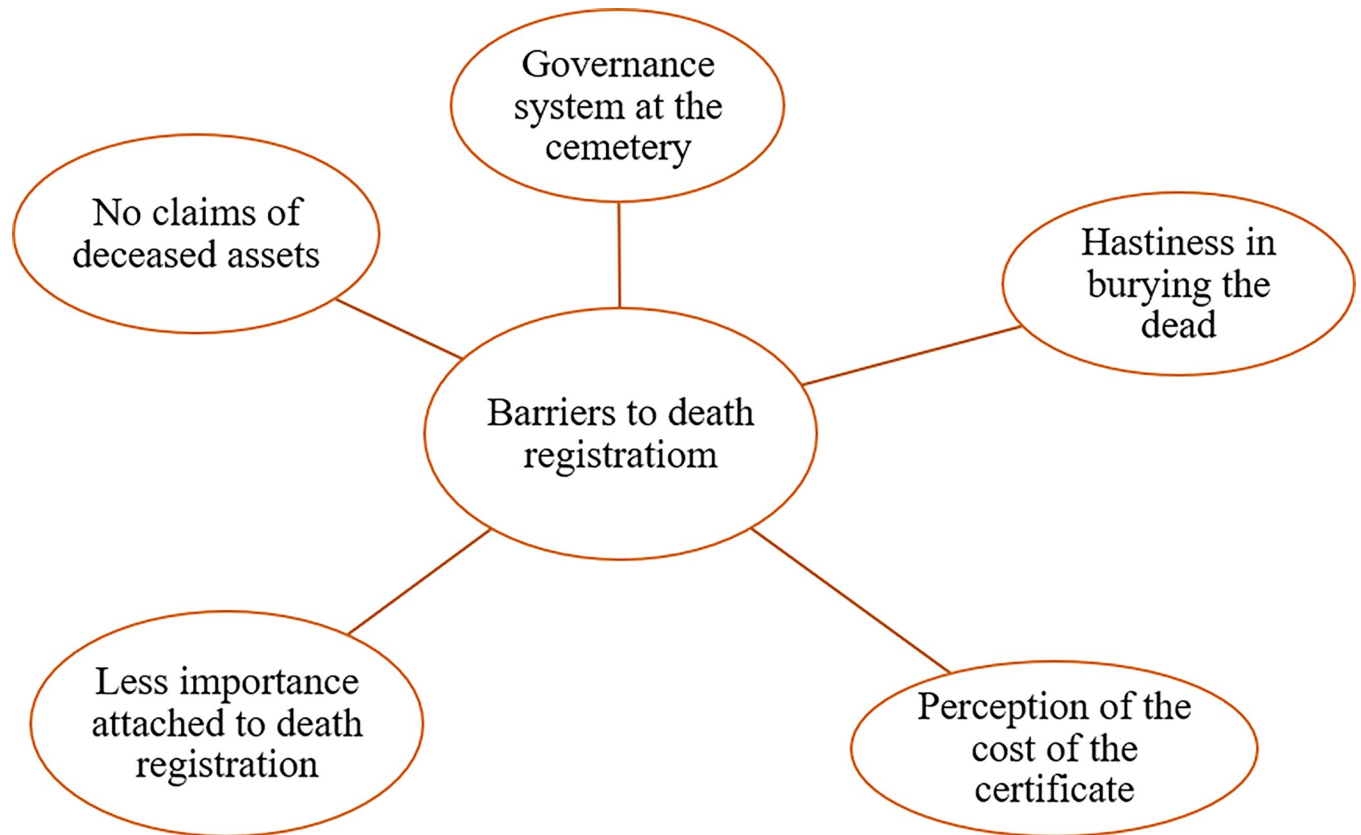 Governance
system at the
cemetery
No claims of
deceased assets
Hastiness in
burying the
dead
Barriers to death
registratiom
Less importance
attached to death
registration
Perception of the
cost of the
certificate